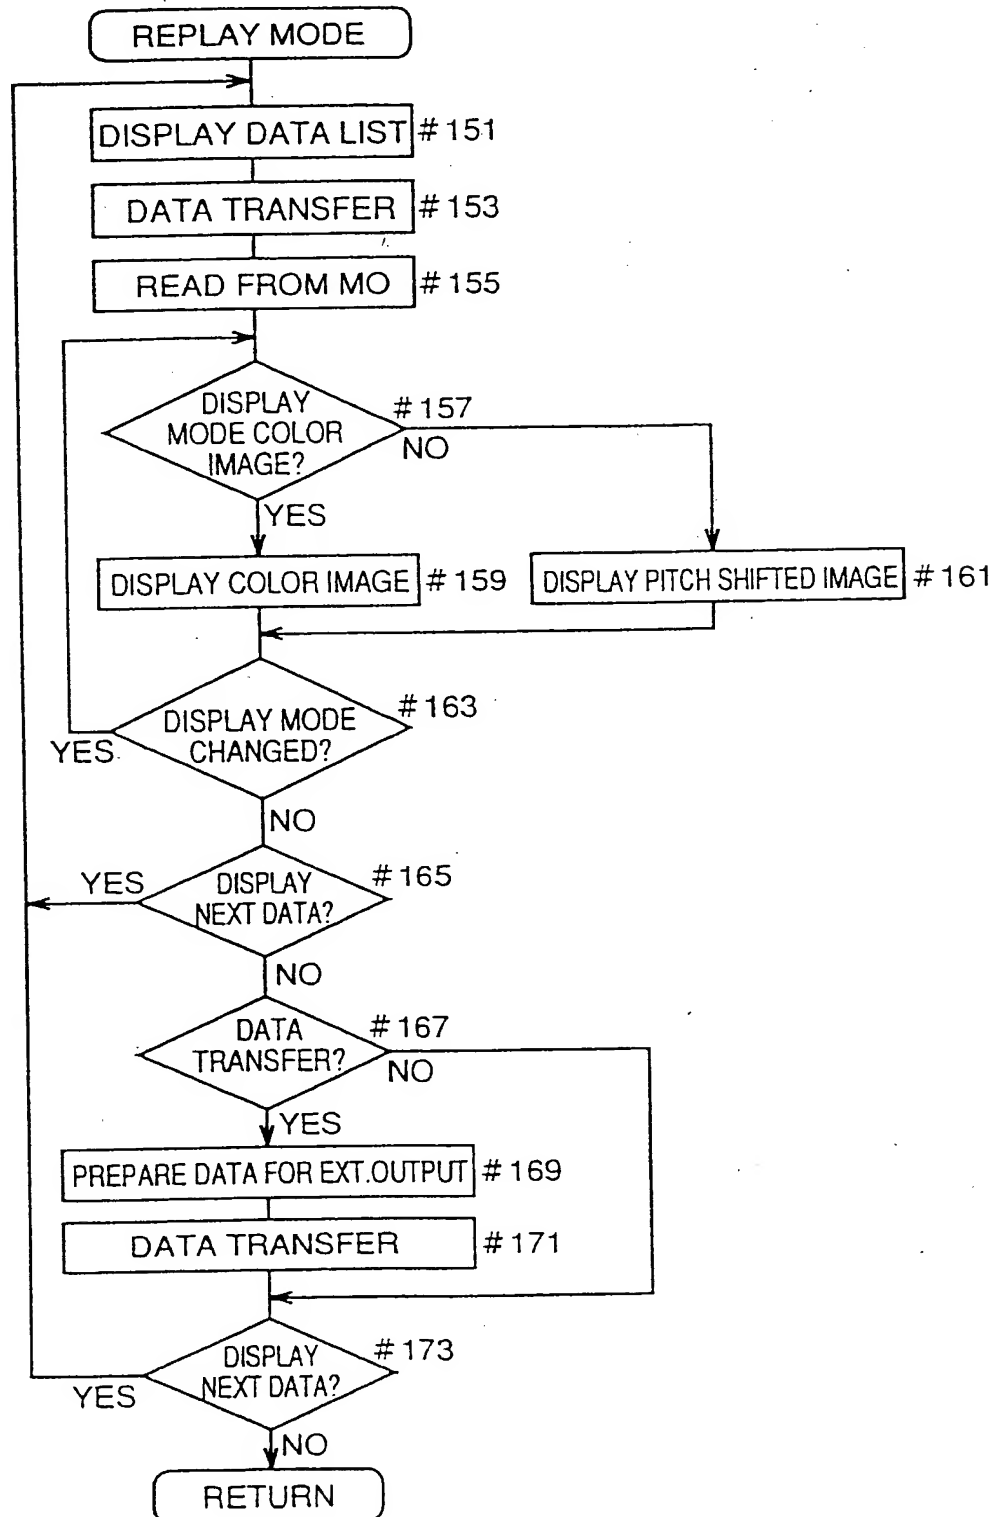 REPLAY MODE
DISPLAY DATA LIST #151
DATA TRANSFER #153
READ FROM MO #155
DISPLAY
MODE COLOR
IMAGE?
#157
NO
YES
DISPLAY COLOR IMAGE #159
DISPLAY PITCH SHIFTED IMAGE #161
DISPLAY MODE
CHANGED?
#163
YES
NO
DISPLAY
NEXT DATA?
#165
YES
NO
DATA
TRANSFER?
#167
NO
YES
PREPARE DATA FOR EXT.OUTPUT #169
DATA TRANSFER #171
DISPLAY
NEXT DATA?
#173
YES
NO
RETURN